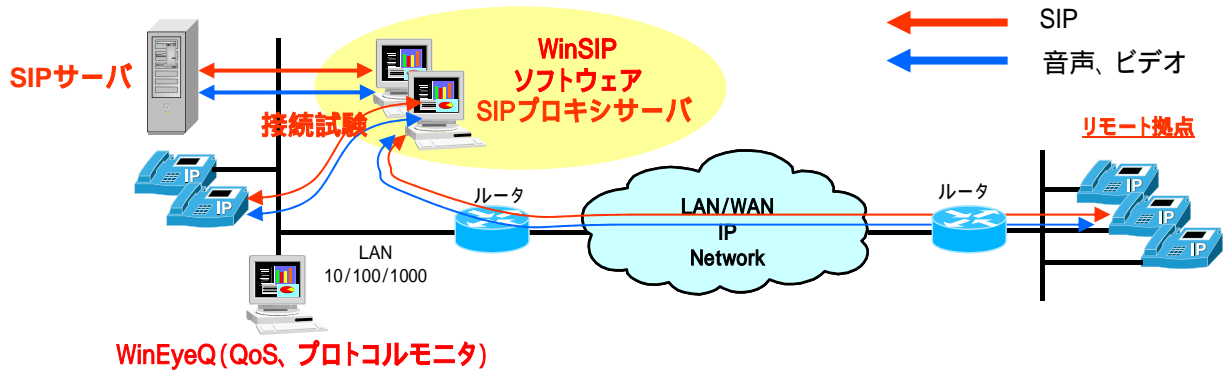 SIP
音声、ビデオ
WinSIP
ソフトウェア
SIPプロキシサーバ
SIPサーバ
接続試験
リモート拠点
IP
IP
ルータ
ルータ
IP
IP
IP
LAN/WAN
IP
Network
LAN
10/100/1000
WinEyeQ(QoS、プロトコルモニタ)